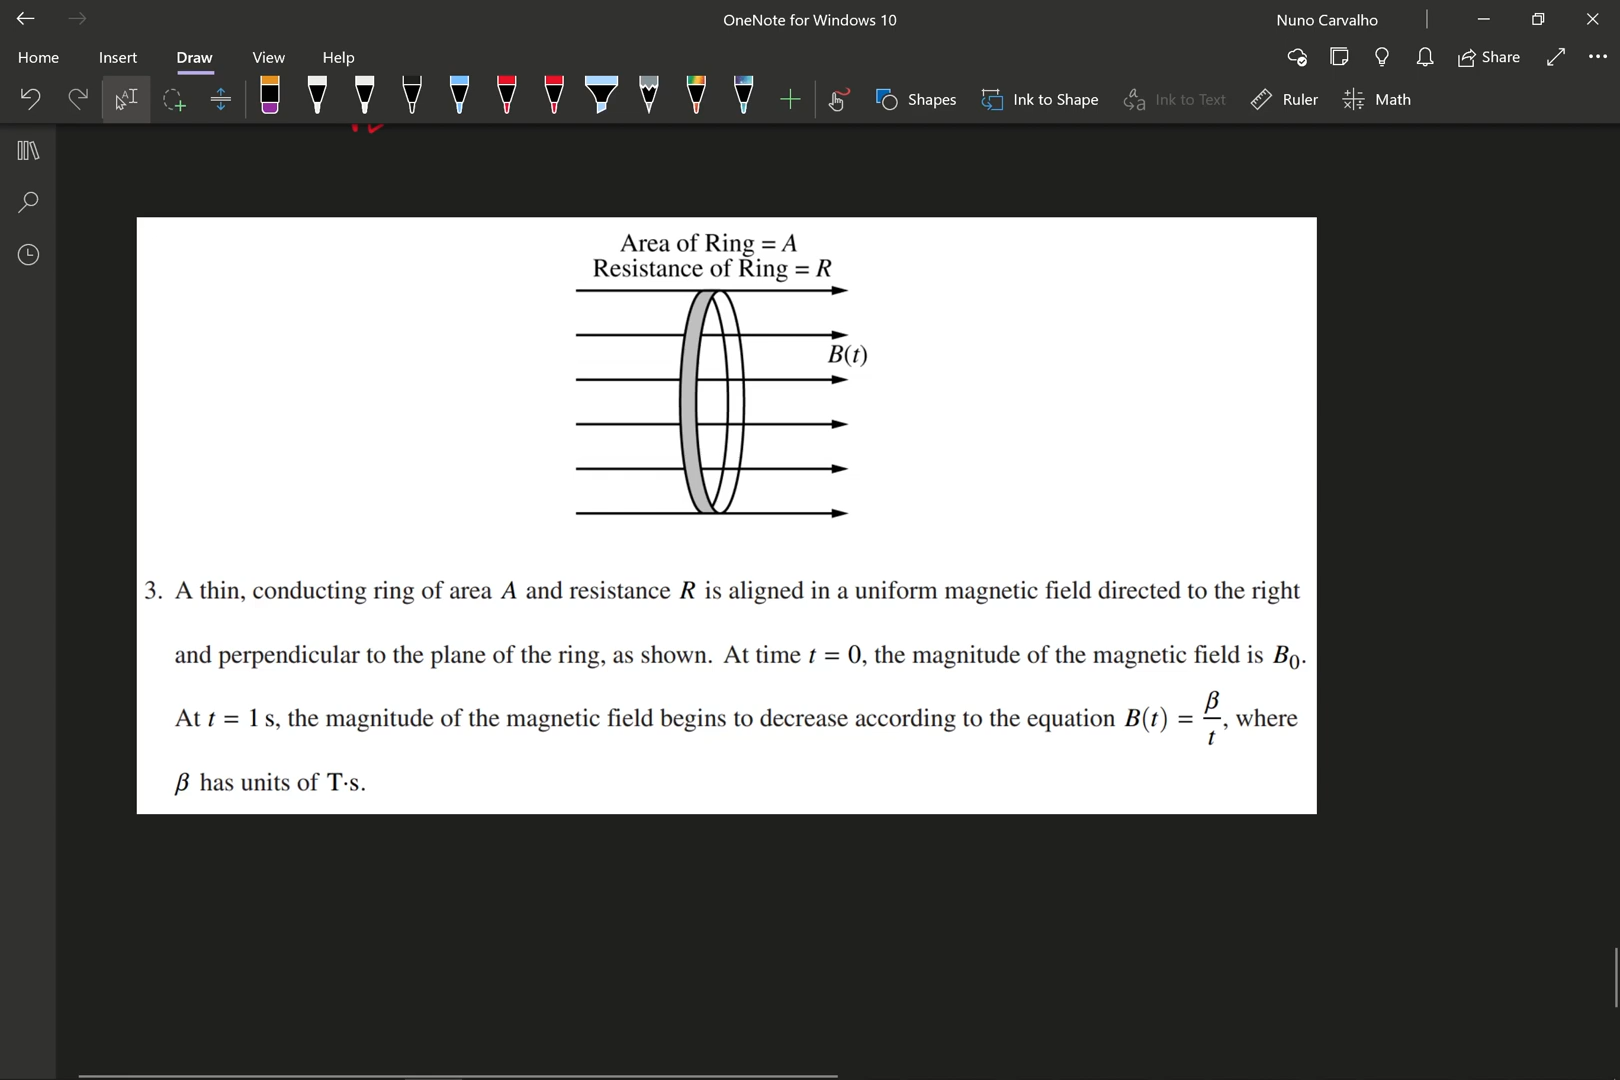 OneNote for Windows 10
Nuno Carvalho
Home Insert Draw View Help
Share
Shapes Ink to Shape Ink to Text Ruler Math
Area of Ring = A
Resistance of Ring = R
B(t)
3. A thin, conducting ring of area A and resistance R is aligned in a uniform magnetic field directed to the right
and perpendicular to the plane of the ring, as shown. At time t = 0, the magnitude of the magnetic field is B₀.
At t = 1 s, the magnitude of the magnetic field begins to decrease according to the equation B(t) = β/t, where
β has units of T·s.